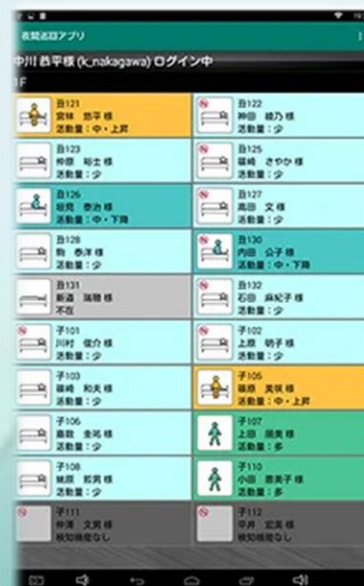 夜間巡回アプリ
中川 恭平様 (k_nakagawa) ログイン中
1F
丑121
宮林 悠平 様
活動量：中・上昇
丑122
神田 綾乃 様
活動量：少
丑123
仲原 裕士 様
活動量：少
丑125
篠崎 さやか 様
活動量：少
丑126
泰治 様
活動量：中・下降
丑127
高田 文 様
活動量：少
丑128
駒 泰洋 様
活動量：少
丑130
内田 公子 様
活動量：中・下降
丑131
新道 瑞穂 様
不在
丑132
石田 麻紀子 様
活動量：少
子101
川村 俊介 様
活動量：少
子102
上原 明子 様
活動量：少
子103
篠崎 和夫 様
活動量：少
子105
篠原 美咲 様
活動量：中・上昇
子106
圭祐 様
活動量：少
子107
上田 朋美 様
活動量：多
子108
哲男 様
活動量：少
子110
小田 恵美子 様
活動量：多
子111
文男 様
検知機能なし
子112
平井 宏美 様
検知機能なし